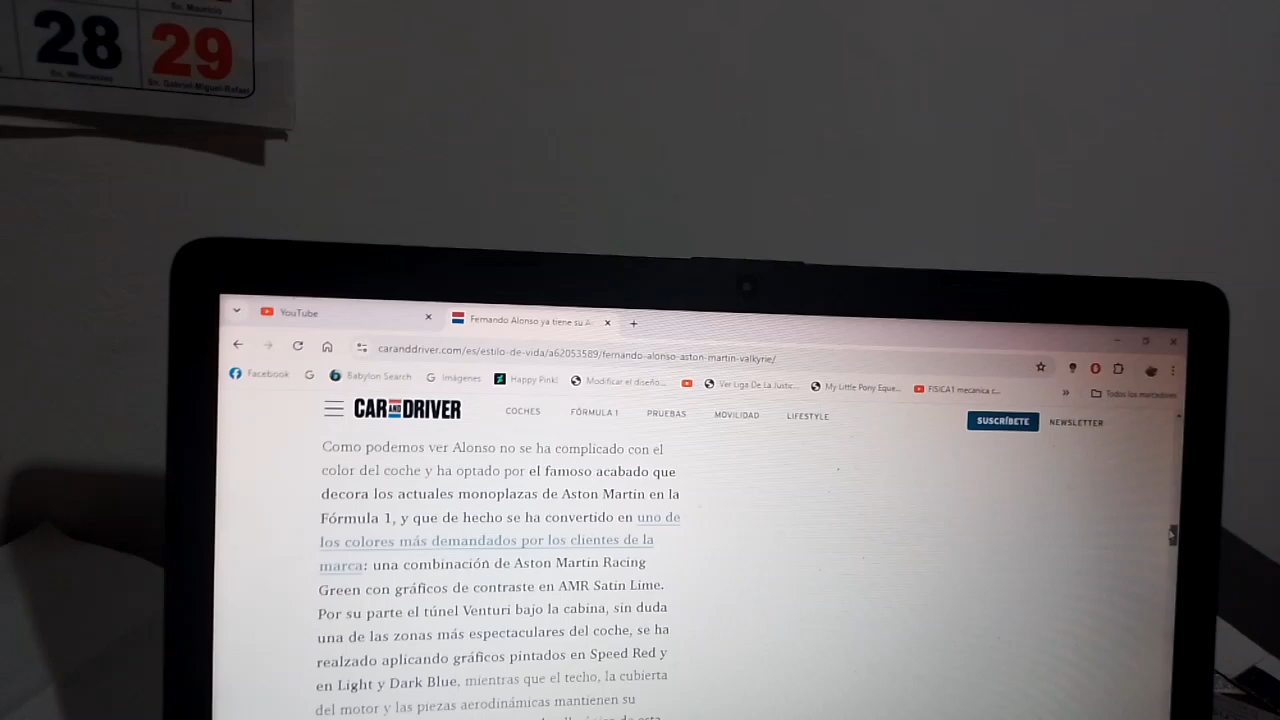 Sn. Mauricio
28 29
Sn. Wenceslao
Sn. Gabriel Miguel-Rafael
YouTube
Fernando Alonso ya tiene su A
caranddriver.com/es/estilo-de-vida/a62053589/fernando-alonso-aston-martin-valkyrie/
Facebook Babylon Search Imágenes Happy Pink! Modificar el diseño... Ver Liga De La Justic... My Little Pony Eque... FISICA1 mecanica c... » Todos los marcadores
CAR AND DRIVER COCHES FÓRMULA 1 PRUEBAS MOVILIDAD LIFESTYLE SUSCRÍBETE NEWSLETTER
Como podemos ver Alonso no se ha complicado con el
color del coche y ha optado por el famoso acabado que
decora los actuales monoplazas de Aston Martin en la
Fórmula 1, y que de hecho se ha convertido en uno de
los colores más demandados por los clientes de la
marca: una combinación de Aston Martin Racing
Green con gráficos de contraste en AMR Satin Lime.
Por su parte el túnel Venturi bajo la cabina, sin duda
una de las zonas más espectaculares del coche, se ha
realzado aplicando gráficos pintados en Speed Red y
en Light y Dark Blue, mientras que el techo, la cubierta
del motor y las piezas aerodinámicas mantienen su